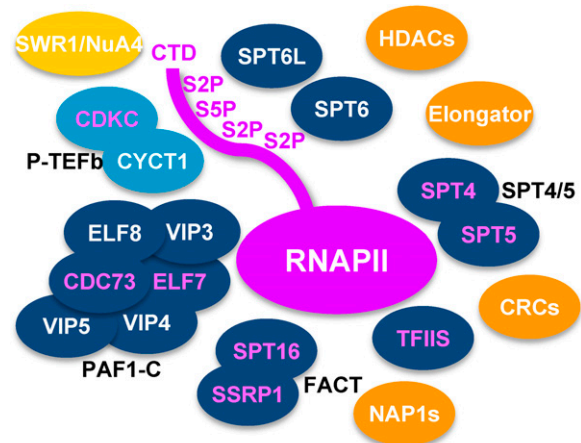 SWR1/NuA4
CTD
SPT6L
HDACs
S2P
S5P
S2P
S2P
SPT6
Elongator
CDKC
P-TEFb
CYCT1
SPT4
SPT4/5
SPT5
ELF8
VIP3
RNAPII
CDC73
ELF7
CRCs
VIP5
VIP4
TFIIS
PAF1-C
SPT16
SSRP1
FACT
NAP1s